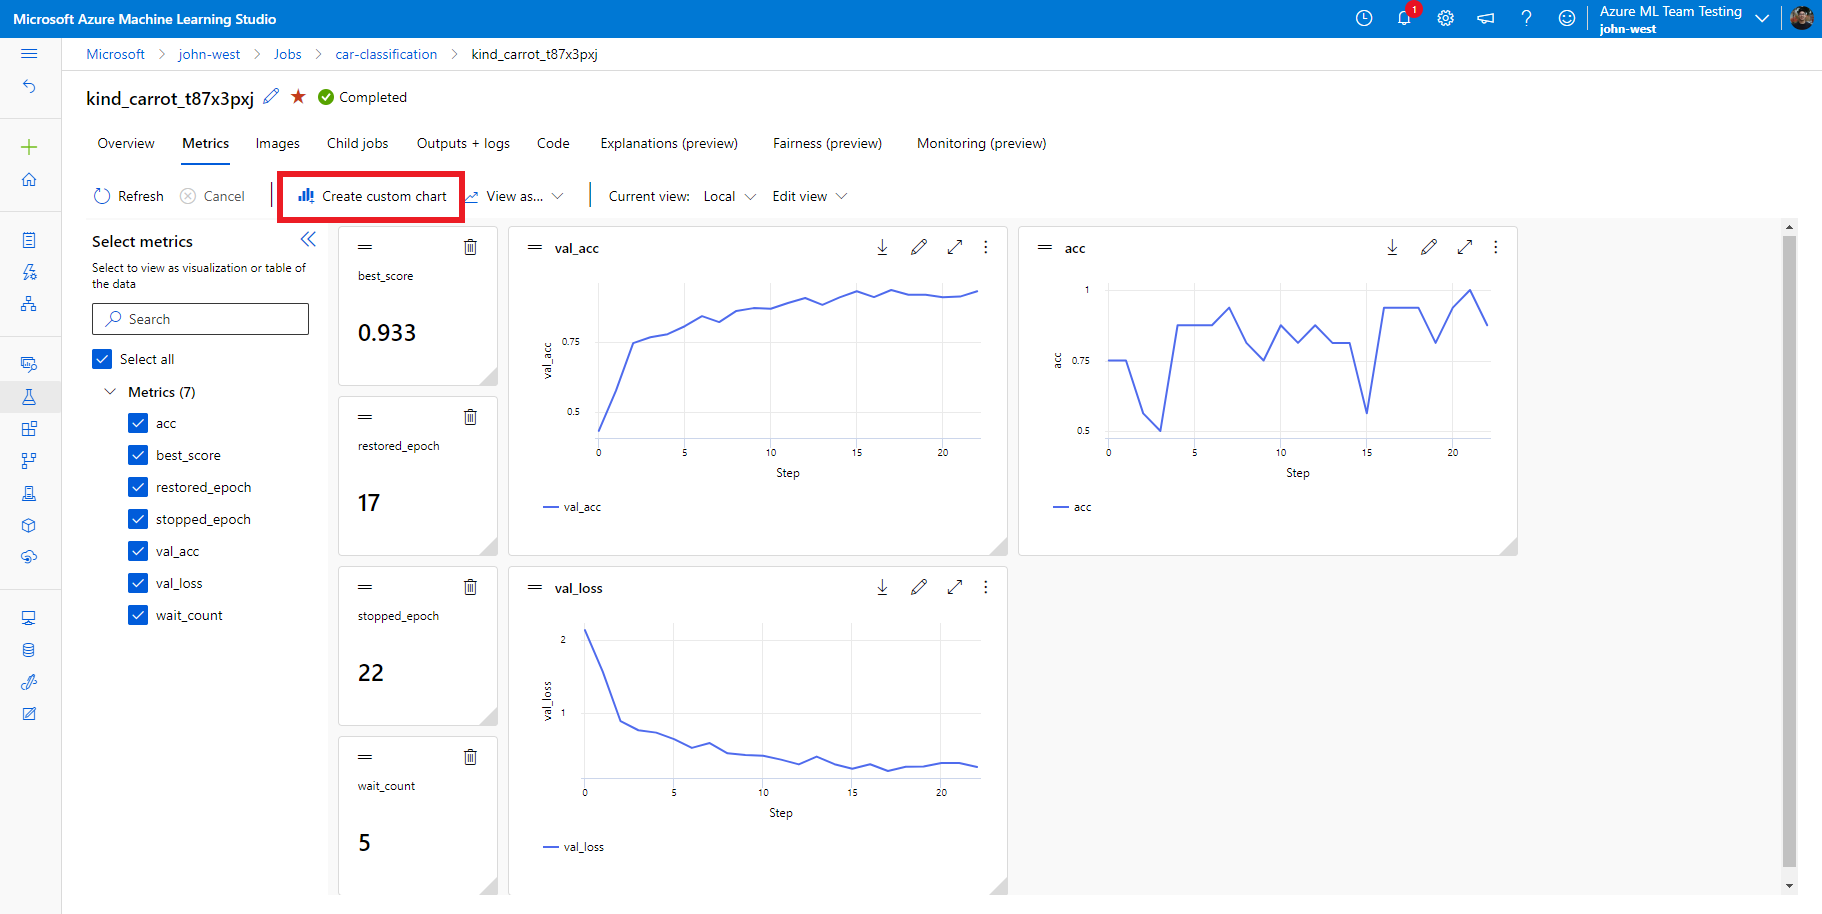 Microsoft Azure Machine Learning Studio
1
Azure ML Team Testing
john-west
Microsoft > john-west > Jobs > car-classification > kind_carrot_t87x3pxj
kind_carrot_t87x3pxj Completed
Overview Metrics Images Child jobs Outputs + logs Code Explanations (preview) Fairness (preview) Monitoring (preview)
Refresh Cancel Create custom chart View as... Current view: Local Edit view
Select metrics
Select to view as visualization or table of
the data
Search
Select all
Metrics (7)
acc
best_score
restored_epoch
stopped_epoch
val_acc
val_loss
wait_count
best_score
0.933
restored_epoch
17
stopped_epoch
22
wait_count
5
val_acc
val_acc
0.75
0.5
0 5 10 15 20
Step
val_acc
acc
acc
1
0.75
0.5
0 5 10 15 20
Step
acc
val_loss
val_loss
2
1
0 5 10 15 20
Step
val_loss